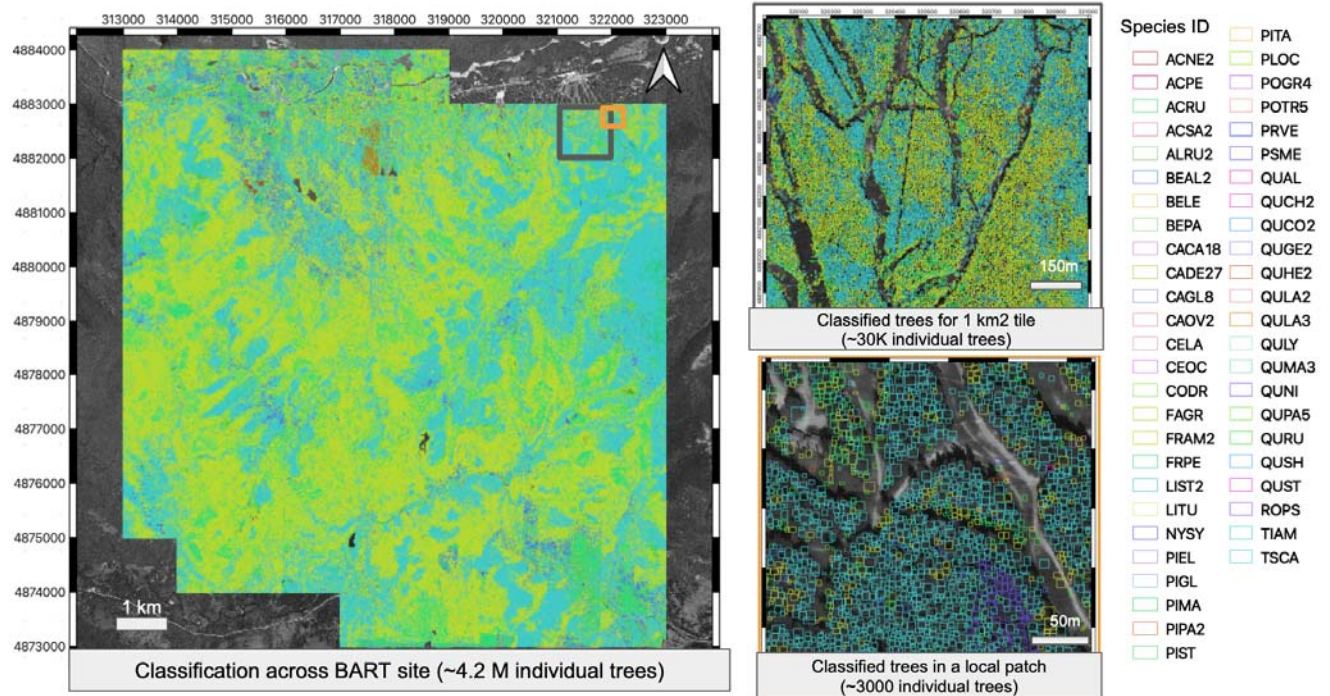 313000 314000 315000 316000 317000 318000 319000 320000 321000 322000 323000
4884000
4883000
4882000
4881000
4880000
4879000
4878000
4877000
4876000
4875000
4874000
4873000
1 km
Classification across BART site (~4.2 M individual trees)
150m
Classified trees for 1 km2 tile
(~30K individual trees)
50m
Classified trees in a local patch
(~3000 individual trees)
Species ID
ACNE2
ACPE
ACRU
ACSA2
ALRU2
BEAL2
BELE
BEPA
CACA18
CADE27
CAGL8
CAOV2
CELA
CEOC
CODR
FAGR
FRAM2
FRPE
LIST2
LITU
NYSY
PIEL
PIGL
PIMA
PIPA2
PIST
PITA
PLOC
POGR4
POTR5
PRVE
PSME
QUAL
QUCH2
QUCO2
QUGE2
QUHE2
QULA2
QULA3
QULY
QUMA3
QUNI
QUPA5
QURU
QUSH
QUST
ROPS
TIAM
TSCA